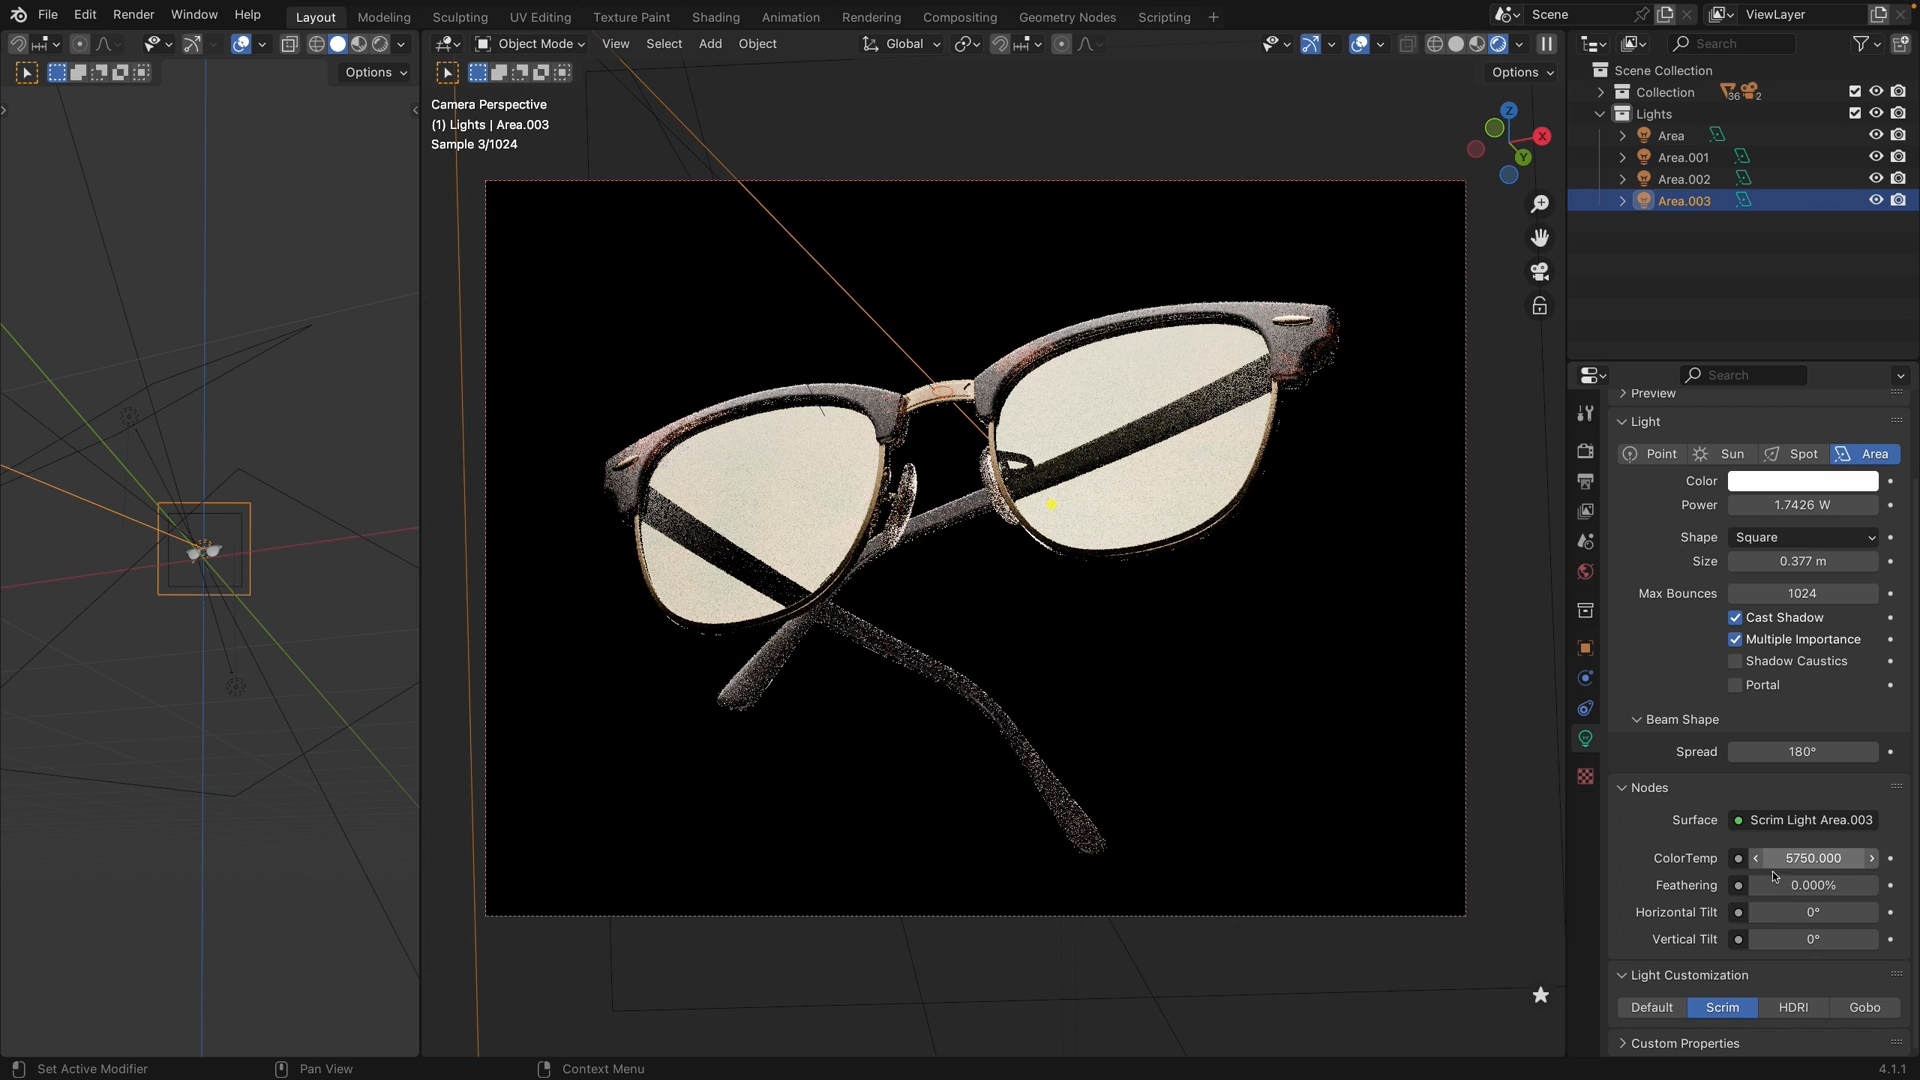 File Edit Render Window Help Layout Modeling Sculpting UV Editing Texture Paint Shading Animation Rendering Compositing Geometry Nodes Scripting + Scene ViewLayer
Object Mode View Select Add Object Global Search
Options Options
Camera Perspective
(1) Lights | Area.003
Sample 3/1024
Z
X
Y
Scene Collection
Collection 36 2
Lights
Area
Area.001
Area.002
Area.003
Search
Preview
Light
Point Sun Spot Area
Color
Power 1.7426 W
Shape Square
Size 0.377 m
Max Bounces 1024
Cast Shadow
Multiple Importance
Shadow Caustics
Portal
Beam Shape
Spread 180°
Nodes
Surface Scrim Light Area.003
ColorTemp 5750.000
Feathering 0.000%
Horizontal Tilt 0°
Vertical Tilt 0°
Light Customization
Default Scrim HDRI Gobo
Custom Properties
Set Active Modifier Pan View Context Menu 4.1.1